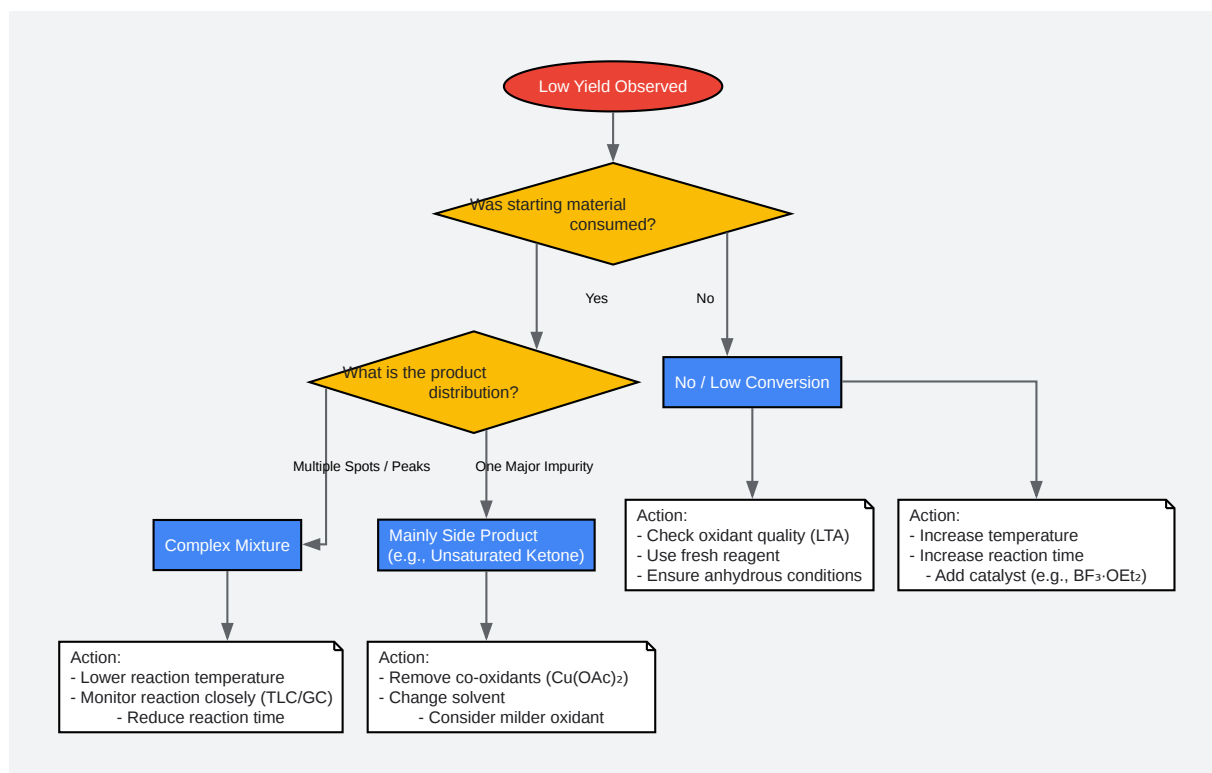 Low Yield Observed
Was starting material
consumed?
Yes
No
What is the product
distribution?
No / Low Conversion
Multiple Spots / Peaks
One Major Impurity
Complex Mixture
Mainly Side Product
(e.g., Unsaturated Ketone)
Action:
- Check oxidant quality (LTA)
- Use fresh reagent
- Ensure anhydrous conditions
Action:
- Increase temperature
- Increase reaction time
- Add catalyst (e.g., BF₃·OEt₂)
Action:
- Lower reaction temperature
- Monitor reaction closely (TLC/GC)
- Reduce reaction time
Action:
- Remove co-oxidants (Cu(OAc)₂)
- Change solvent
- Consider milder oxidant